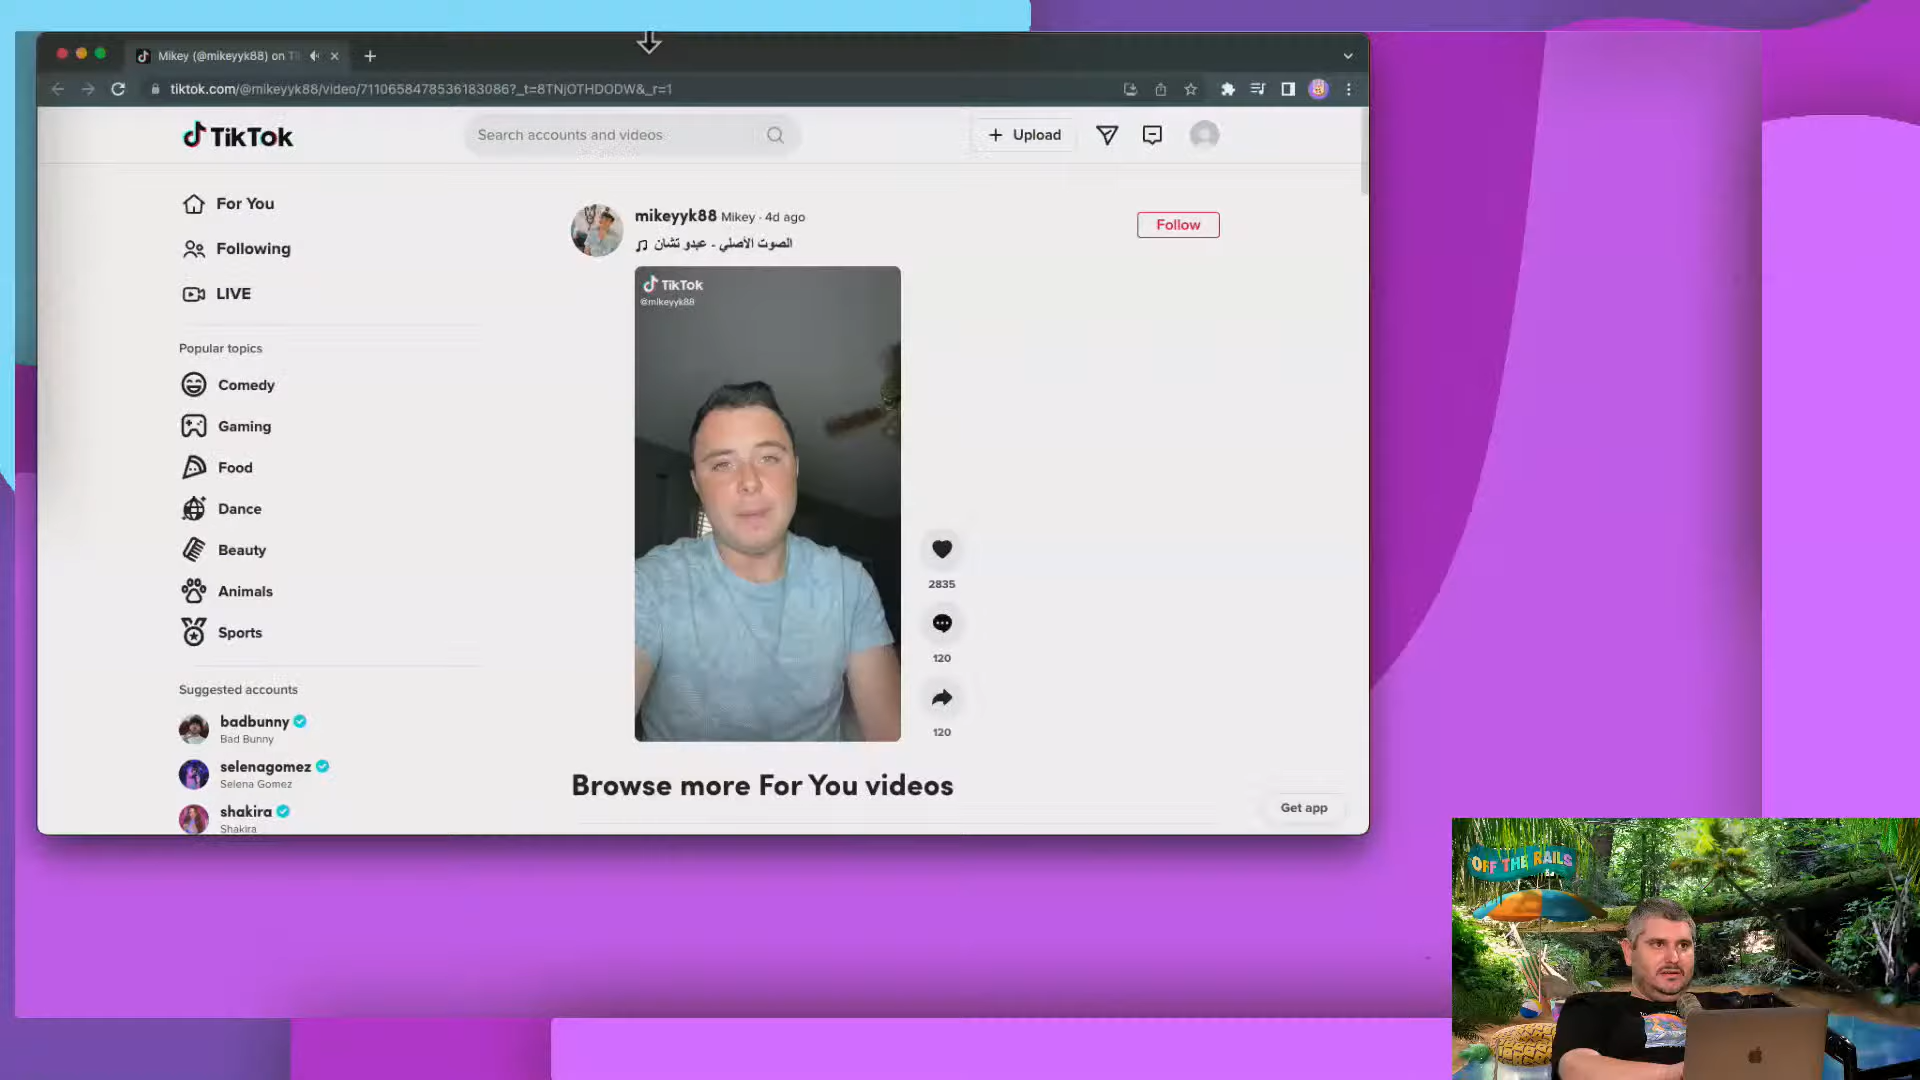 Mikey (@mikeyyk88) on Ti
tiktok.com/@mikeyyk88/video/7110658478536183086?_t=8TNjOTHDODW&_r=1
TikTok
Search accounts and videos
+ Upload
For You
Following
LIVE
Popular topics
Comedy
Gaming
Food
Dance
Beauty
Animals
Sports
Suggested accounts
badbunny
Bad Bunny
selenagomez
Selena Gomez
shakira
Shakira
mikeyyk88 Mikey · 4d ago
الصوت الأصلي - عبدو تشان
Follow
TikTok
@mikeyyk88
2835
120
120
Browse more For You videos
Get app
OFF THE RAILS